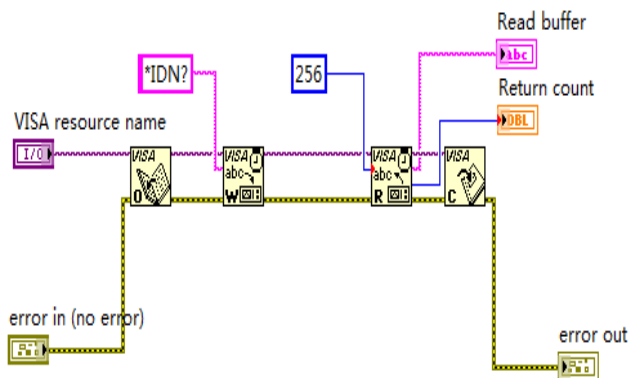 Read buffer
abc
*IDN?
256
Return count
DBL
VISA resource name
I/O
VISA
VISA
abc
VISA
abc
VISA
O
W
R
C
error in (no error)
error out